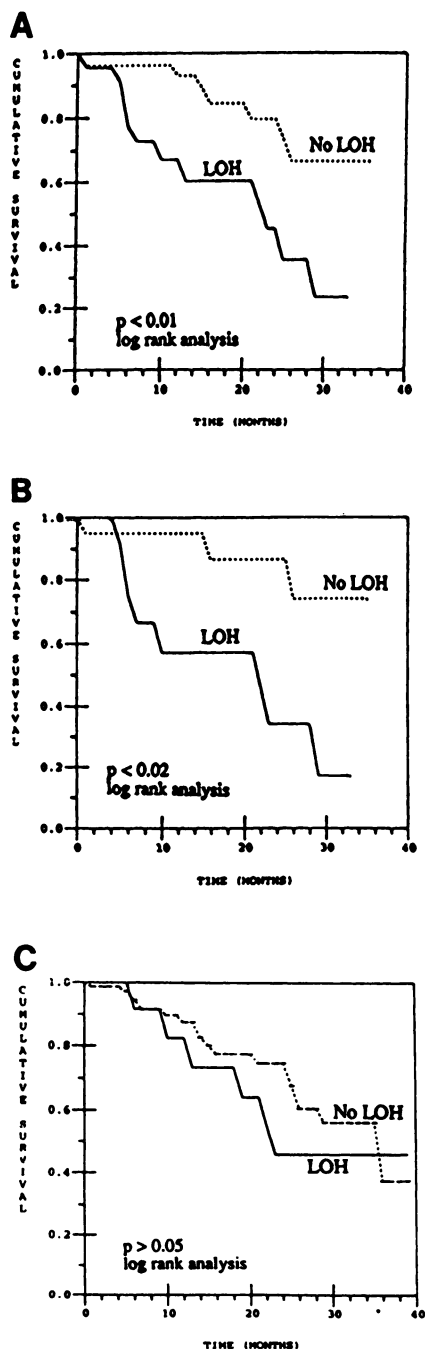 A
CUMULATIVE SURVIVAL
1.0
0.8
0.6
0.4
0.2
0.0
No LOH
LOH
p < 0.01
log rank analysis
0 10 20 30 40
TIME (MONTHS)
B
CUMULATIVE SURVIVAL
1.0
0.8
0.6
0.4
0.2
0.0
No LOH
LOH
p < 0.02
log rank analysis
0 10 20 30 40
TIME (MONTHS)
C
CUMULATIVE SURVIVAL
1.0
0.8
0.6
0.4
0.2
0.0
No LOH
LOH
p > 0.05
log rank analysis
0 10 20 30 40
TIME (MONTHS)